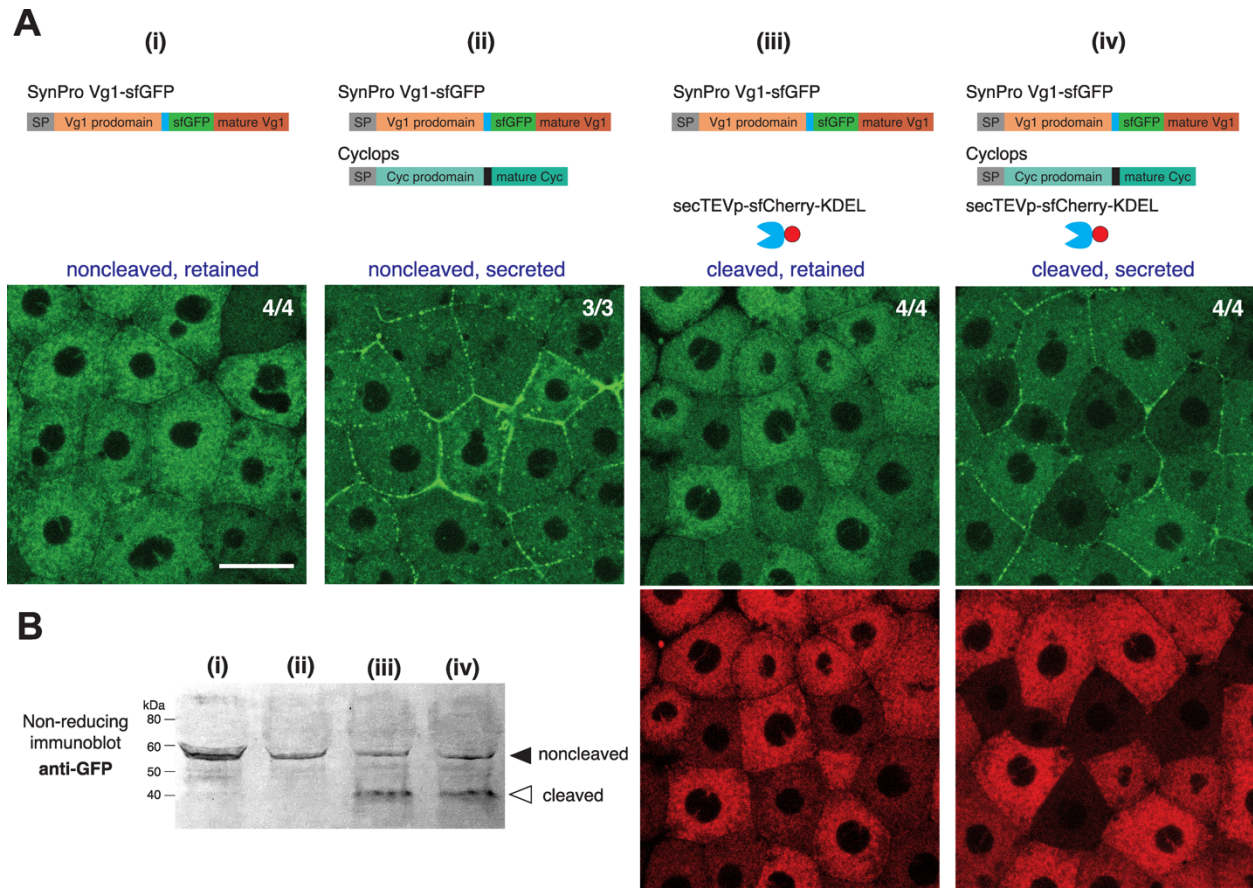 A
(i)
(ii)
(iii)
(iv)
SynPro Vg1-sfGFP
SP Vg1 prodomain sfGFP mature Vg1
noncleaved, retained
4/4
SynPro Vg1-sfGFP
SP Vg1 prodomain sfGFP mature Vg1
Cyclops
SP Cyc prodomain mature Cyc
noncleaved, secreted
3/3
SynPro Vg1-sfGFP
SP Vg1 prodomain sfGFP mature Vg1
secTEVp-sfCherry-KDEL
cleaved, retained
4/4
SynPro Vg1-sfGFP
SP Vg1 prodomain sfGFP mature Vg1
Cyclops
SP Cyc prodomain mature Cyc
secTEVp-sfCherry-KDEL
cleaved, secreted
4/4
B
(i) (ii) (iii) (iv)
Non-reducing
immunoblot
anti-GFP
kDa
80
60
50
40
noncleaved
cleaved